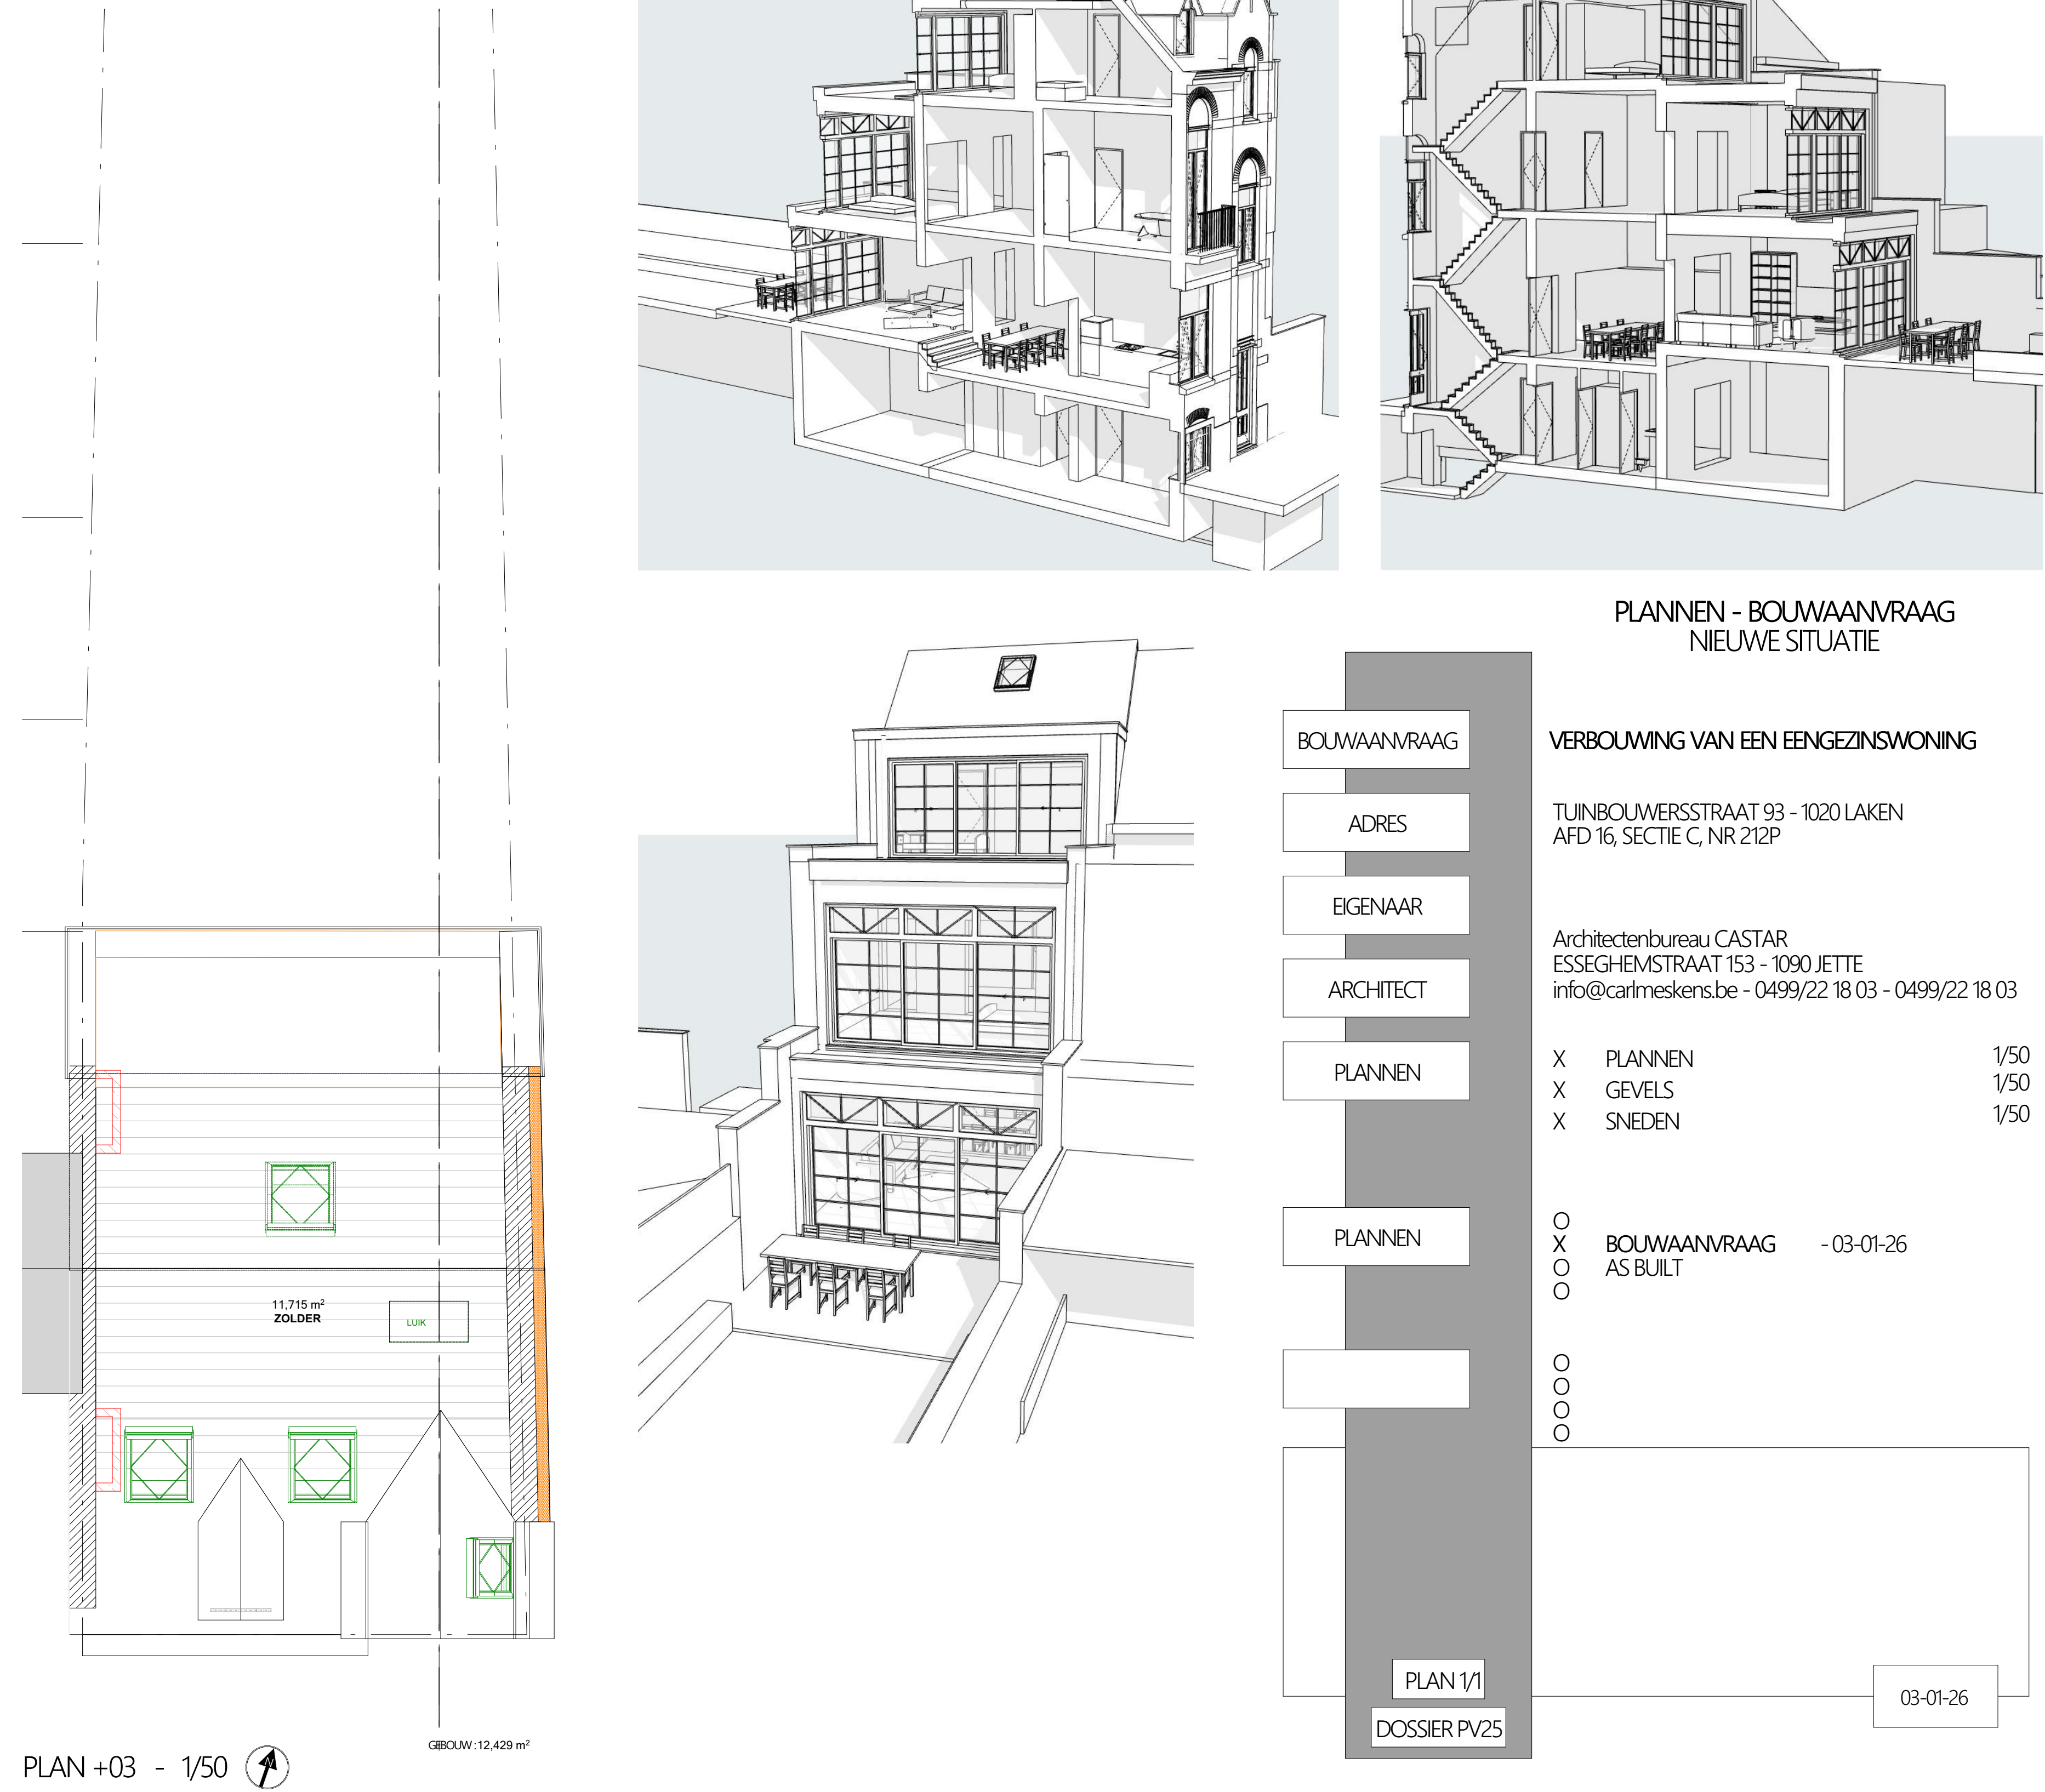 PLANNEN - BOUWAANVRAAG
NIEUWE SITUATIE
BOUWAANVRAAG
VERBOUWING VAN EEN EENGEZINSWONING
ADRES
TUINBOUWERSSTRAAT 93 - 1020 LAKEN
AFD 16, SECTIE C, NR 212P
EIGENAAR
ARCHITECT
Architectenbureau CASTAR
ESSEGHEMSTRAAT 153 - 1090 JETTE
info@carlmeskens.be - 0499/22 18 03 - 0499/22 18 03
PLANNEN
X PLANNEN 1/50
X GEVELS 1/50
X SNEDEN 1/50
PLANNEN
O
X BOUWAANVRAAG - 03-01-26
O AS BUILT
O
O
O
O
O
PLAN 1/1
DOSSIER PV25
03-01-26
11,715 m²
ZOLDER
LUIK
GEBOUW : 12,429 m²
PLAN +03 - 1/50
N